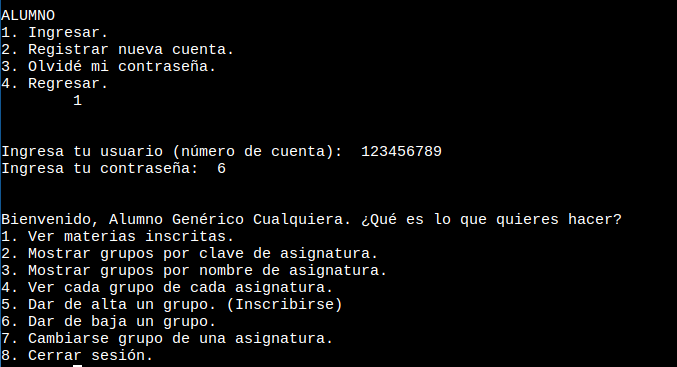 ALUMNO
1. Ingresar.
2. Registrar nueva cuenta.
3. Olvidé mi contraseña.
4. Regresar.
1
Ingresa tu usuario (número de cuenta):  123456789
Ingresa tu contraseña:  6
Bienvenido, Alumno Genérico Cualquiera. ¿Qué es lo que quieres hacer?
1. Ver materias inscritas.
2. Mostrar grupos por clave de asignatura.
3. Mostrar grupos por nombre de asignatura.
4. Ver cada grupo de cada asignatura.
5. Dar de alta un grupo. (Inscribirse)
6. Dar de baja un grupo.
7. Cambiarse grupo de una asignatura.
8. Cerrar sesión.